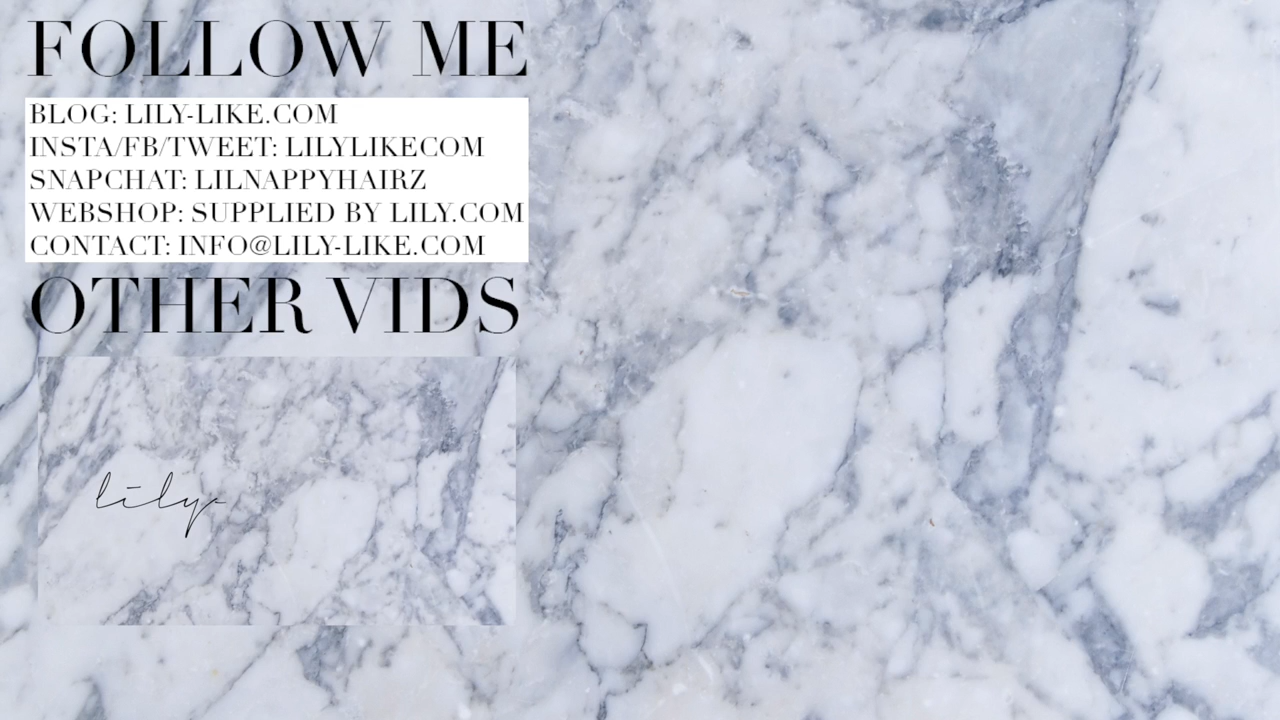 FOLLOW ME
BLOG: LILY-LIKE.COM
INSTA/FB/TWEET: LILYLIKECOM
SNAPCHAT: LILNAPPYHAIRZ
WEBSHOP: SUPPLIED BY LILY.COM
CONTACT: INFO@LILY-LIKE.COM
OTHER VIDS
lily